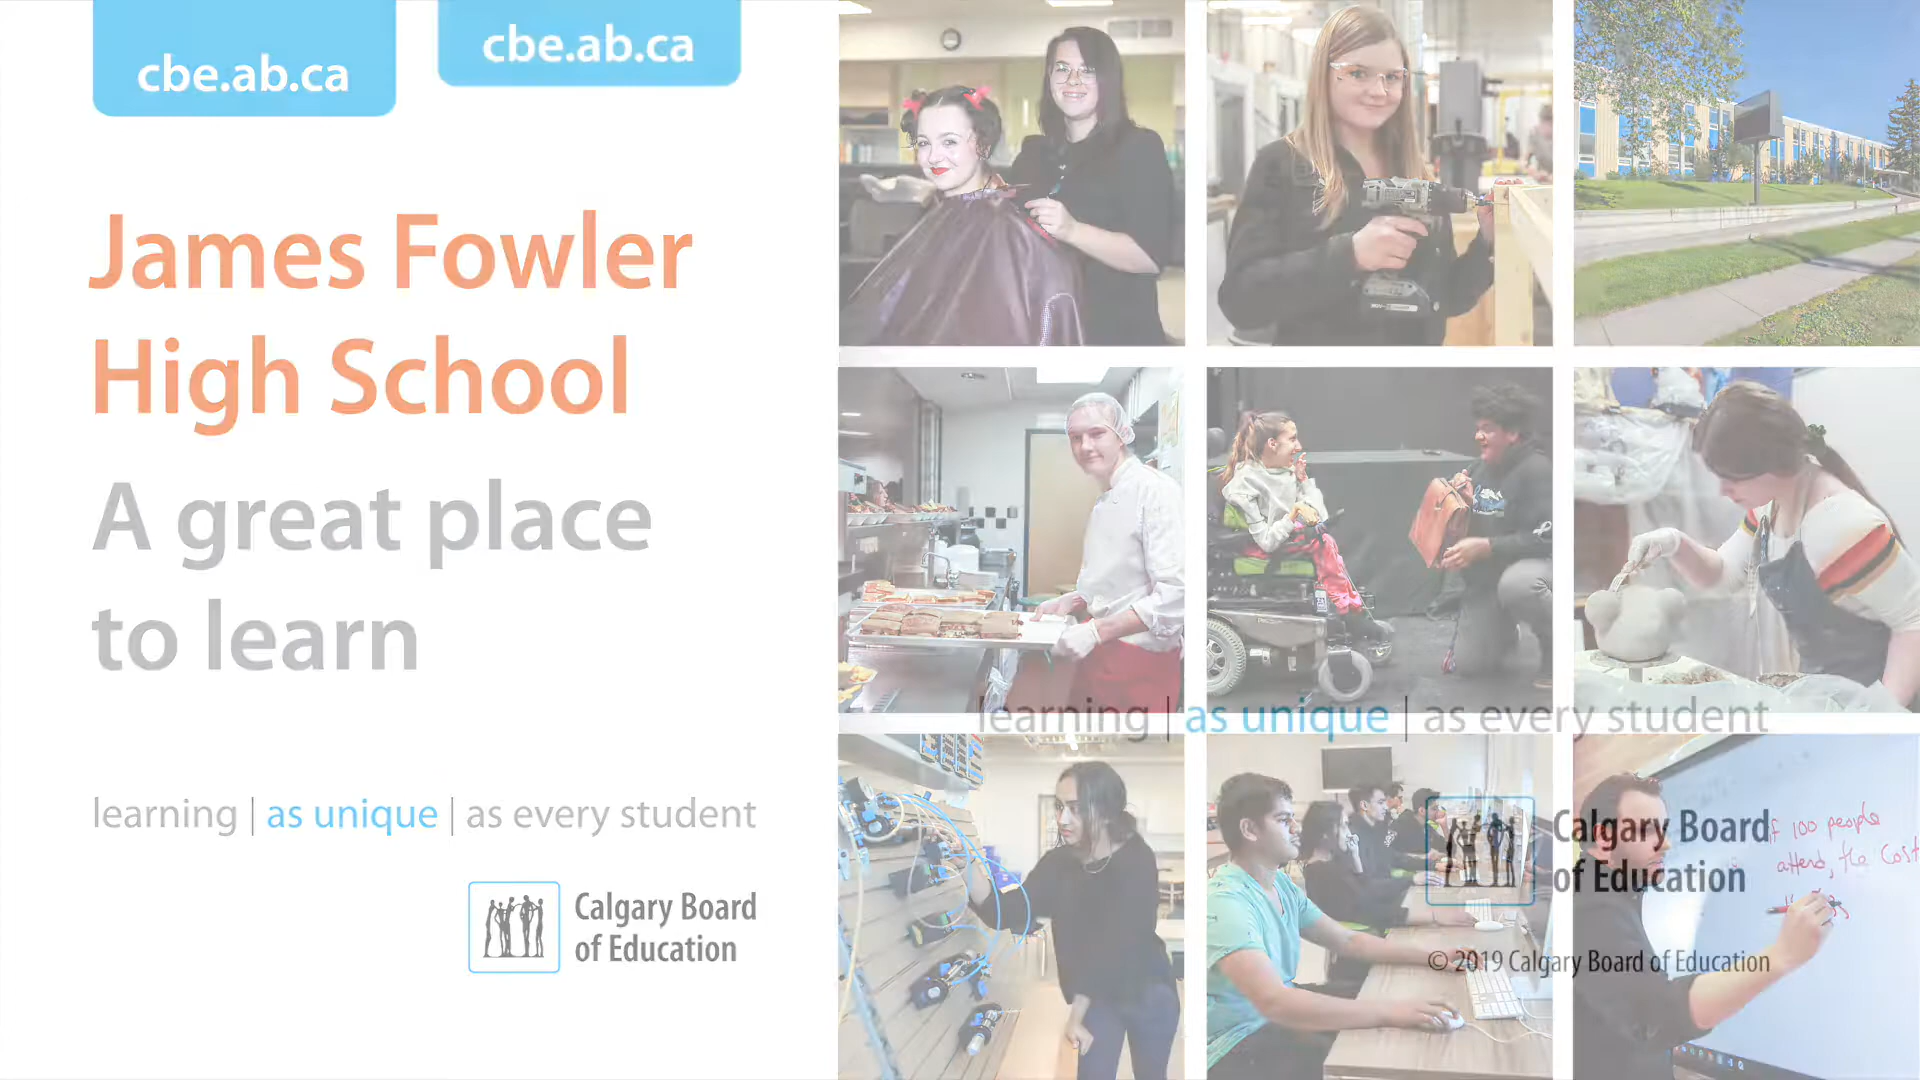 cbe.ab.ca
cbe.ab.ca
James Fowler
High School
A great place
to learn
learning | as unique | as every student
Calgary Board
of Education
learning | as unique | as every student
Calgary Board
of Education
© 2019 Calgary Board of Education
100 people
attend, the cost